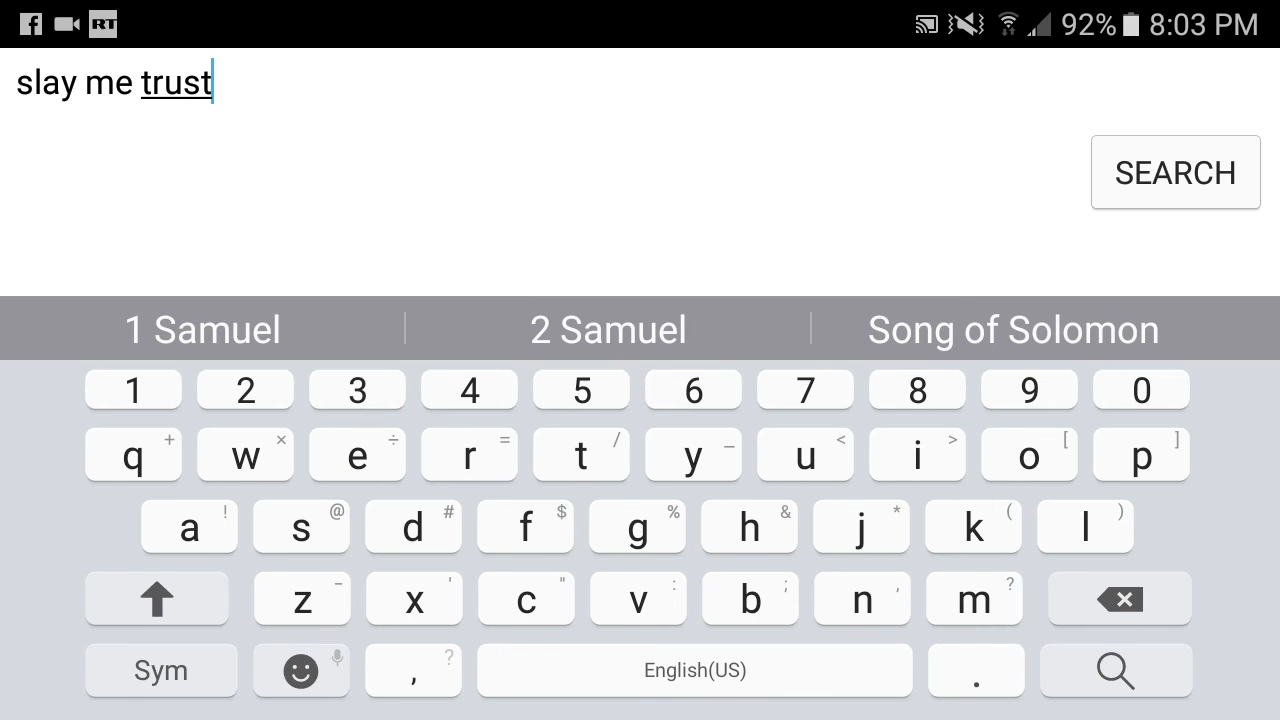 f RT 92% 8:03 PM
slay me trust
SEARCH
1 Samuel 2 Samuel Song of Solomon
1 2 3 4 5 6 7 8 9 0
q + w × e ÷ r = t / y _ u < i > o [ p ]
a ! s @ d # f $ g % h & j * k ( l )
z - x ' c " v : b ; n , m ?
Sym , ? English(US) .